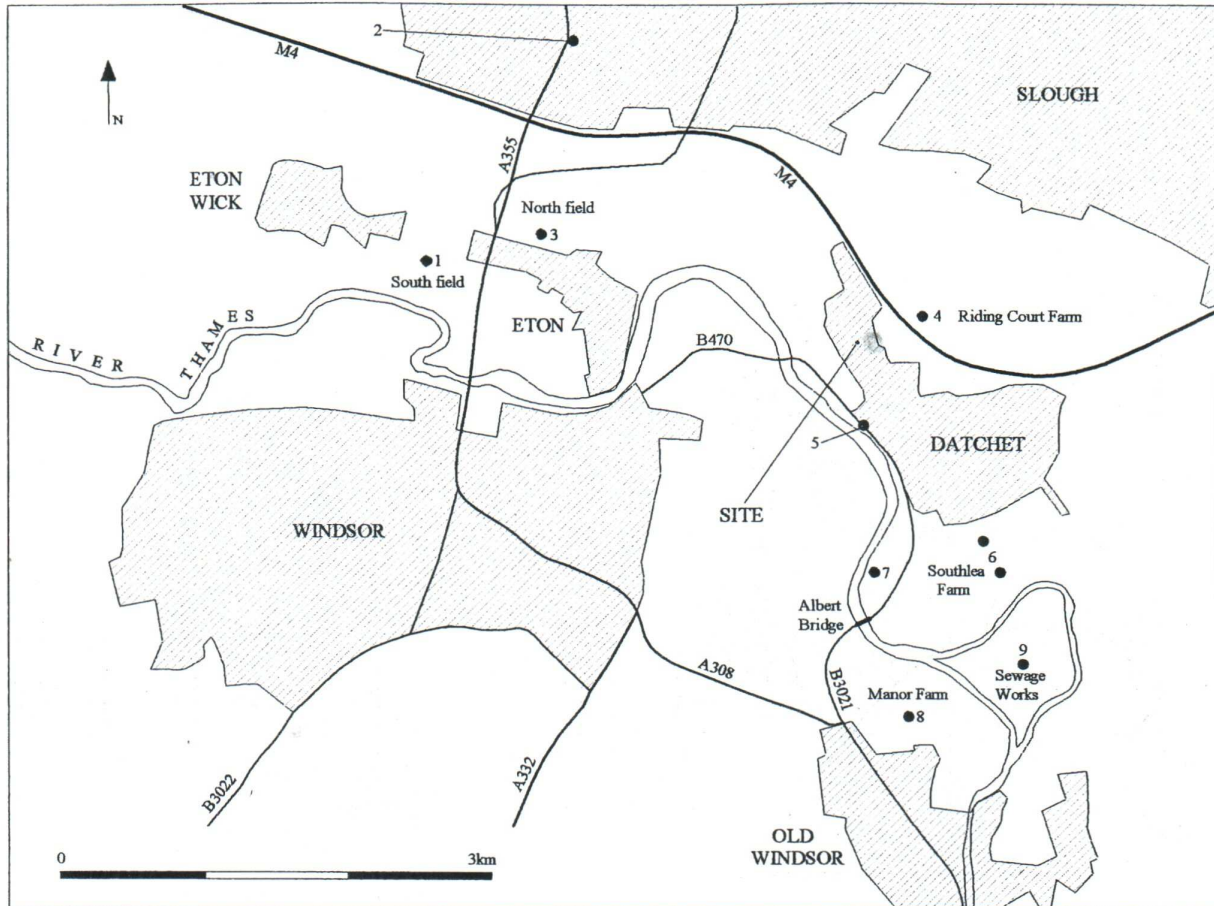 2
M4
SLOUGH
N
A355
M4
ETON
WICK
North field
3
1
South field
4 Riding Court Farm
ETON
B470
RIVER THAMES
5
DATCHET
SITE
WINDSOR
6
Southlea
Farm
7
Albert
Bridge
9
Sewage
Works
A308
B3021
Manor Farm
8
B3022
A332
OLD
WINDSOR
0 3km